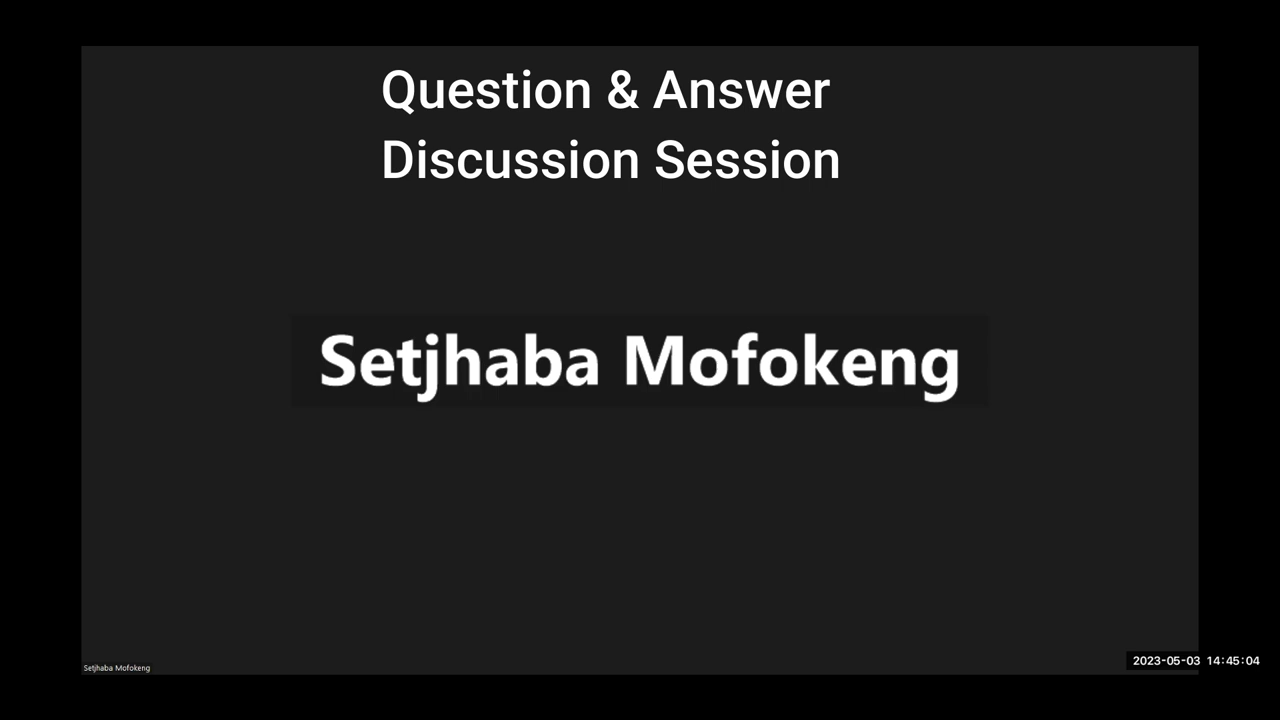 Question & Answer
Discussion Session
Setjhaba Mofokeng
Setjhaba Mofokeng
2023-05-03 14:45:04